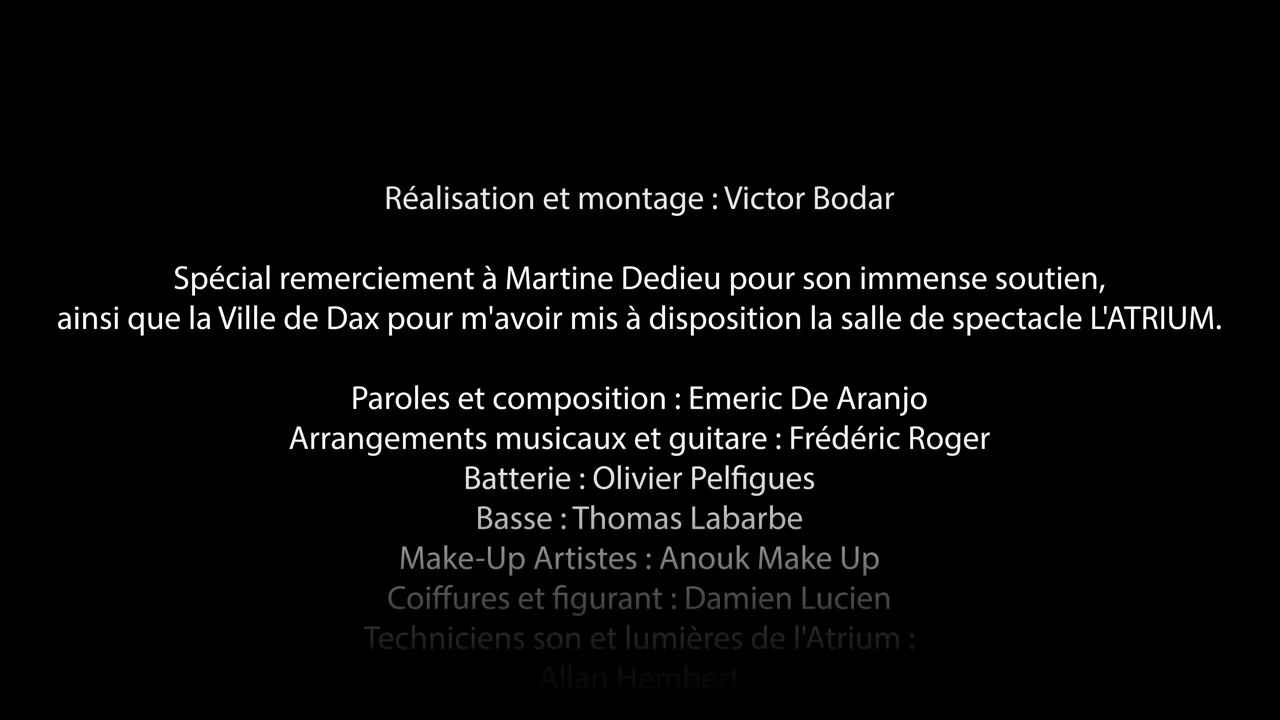 Réalisation et montage : Victor Bodar
Spécial remerciement à Martine Dedieu pour son immense soutien,
ainsi que la Ville de Dax pour m'avoir mis à disposition la salle de spectacle L'ATRIUM.
Paroles et composition : Emeric De Aranjo
Arrangements musicaux et guitare : Frédéric Roger
Batterie : Olivier Pelfigues
Basse : Thomas Labarbe
Make-Up Artistes : Anouk Make Up
Coiffures et figurant : Damien Lucien
Techniciens son et lumières de l'Atrium :
Allan Hembert